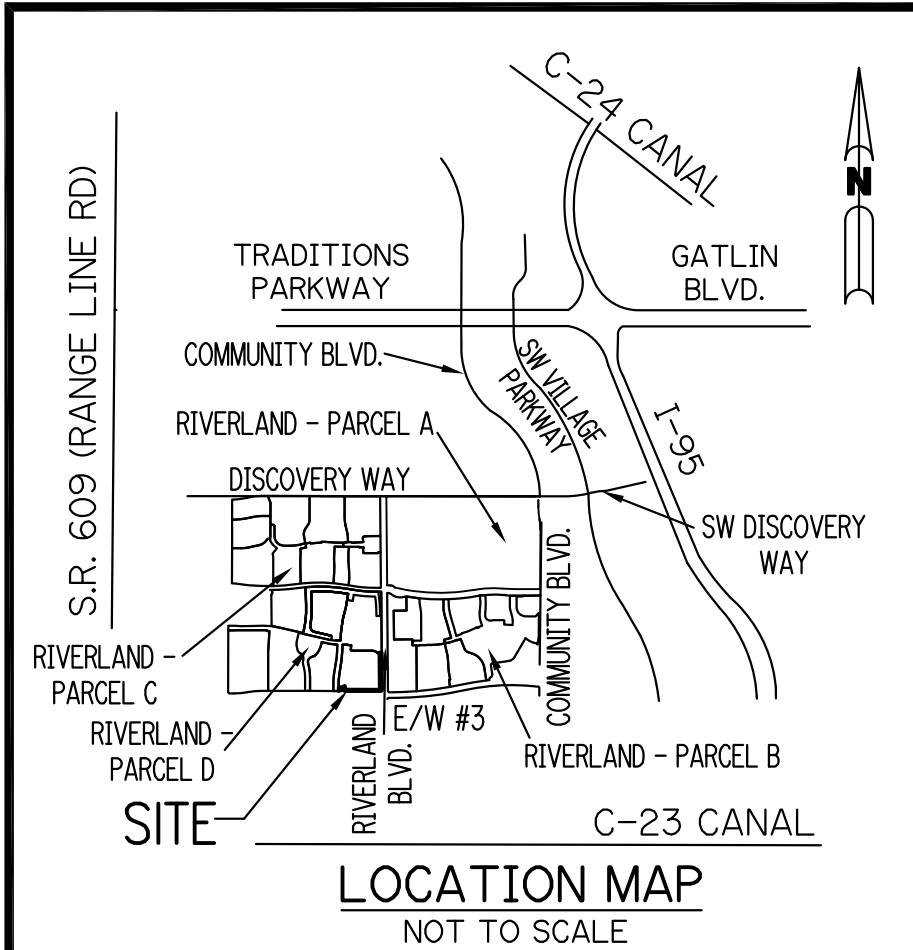 C-24 CANAL
N
S.R. 609 (RANGE LINE RD)
TRADITIONS
PARKWAY
GATLIN
BLVD.
COMMUNITY BLVD.
SW VILLAGE
PARKWAY
I-95
RIVERLAND - PARCEL A
DISCOVERY WAY
SW DISCOVERY
WAY
COMMUNITY BLVD.
RIVERLAND -
PARCEL C
RIVERLAND -
PARCEL D
RIVERLAND
BLVD.
E/W #3
RIVERLAND - PARCEL B
SITE
C-23 CANAL
LOCATION MAP
NOT TO SCALE